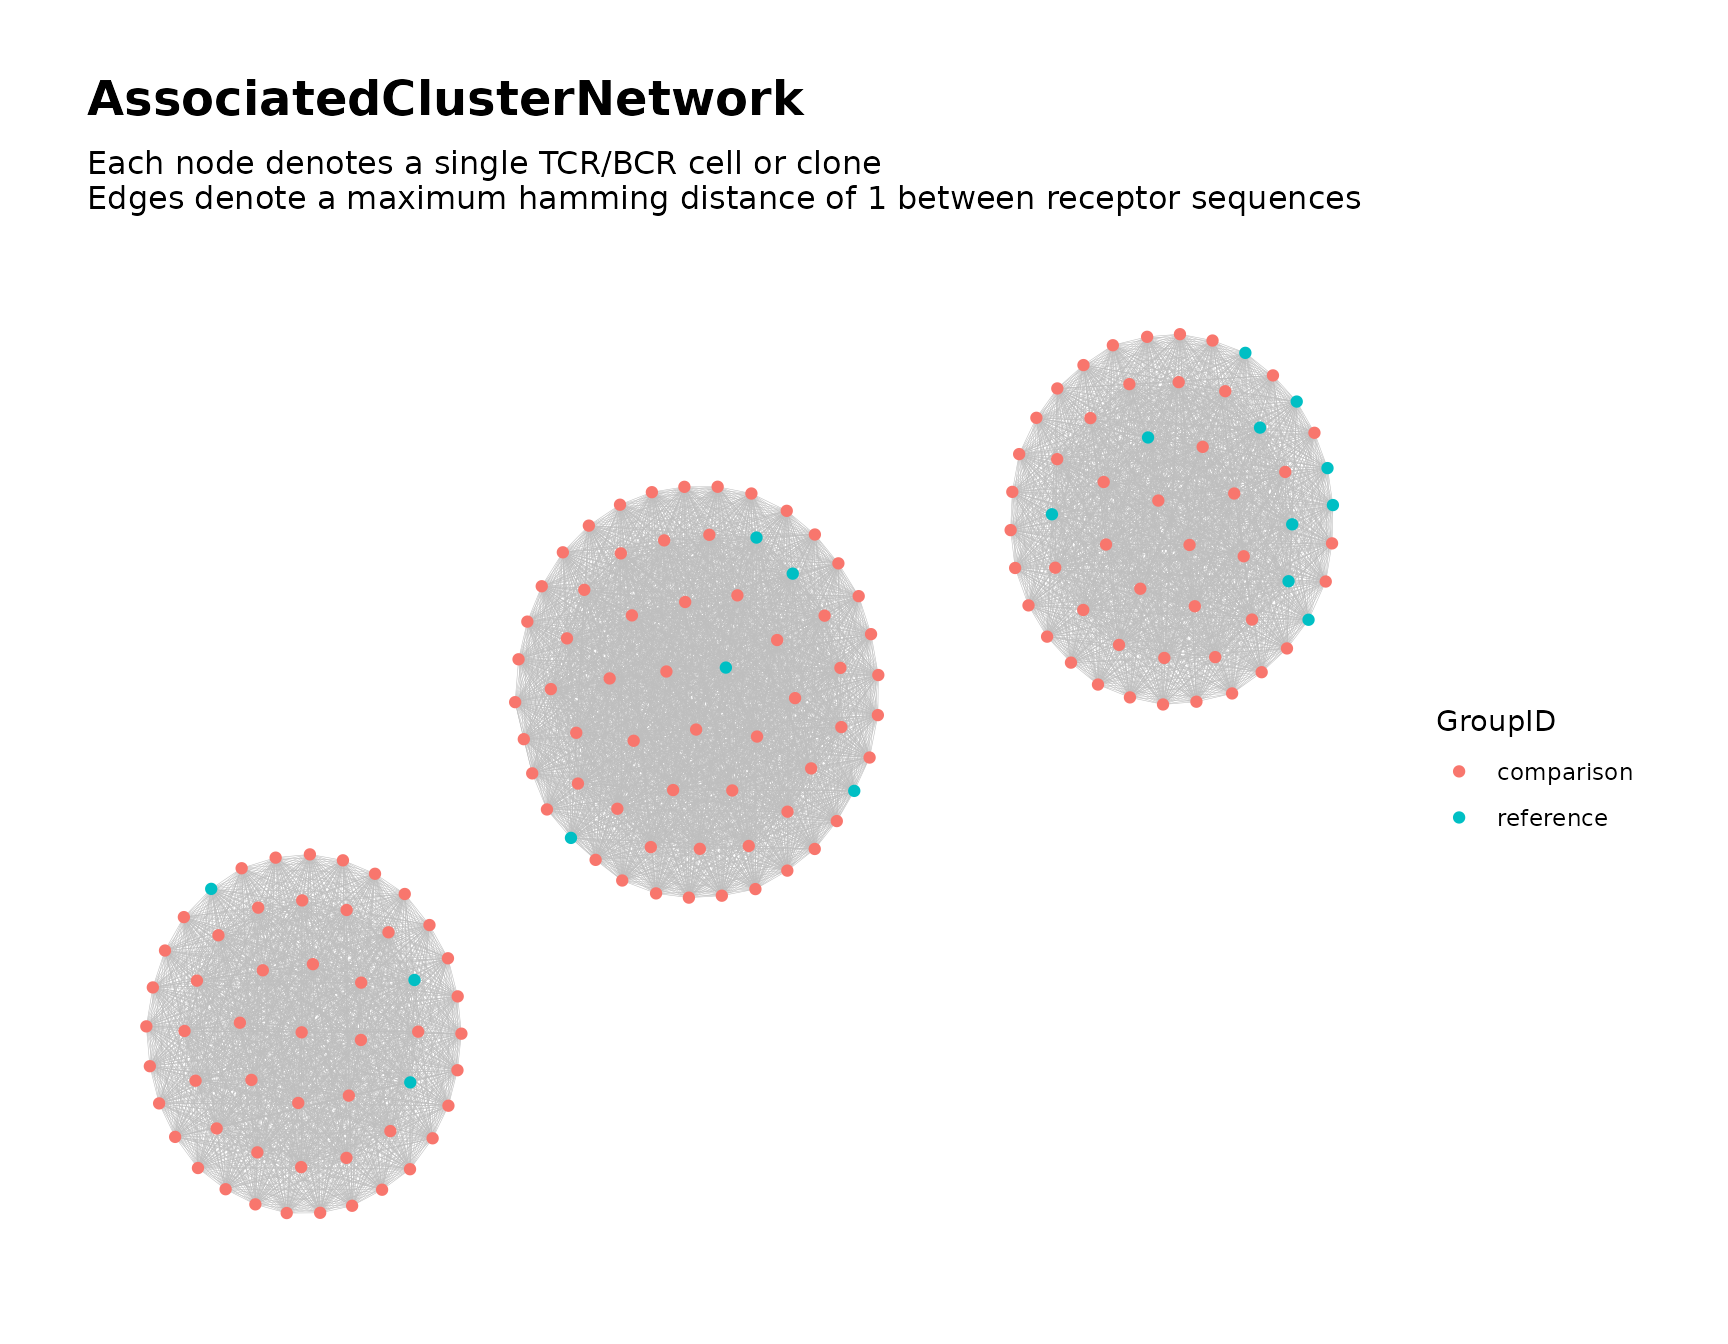 AssociatedClusterNetwork
Each node denotes a single TCR/BCR cell or clone
Edges denote a maximum hamming distance of 1 between receptor sequences
GroupID
comparison
reference